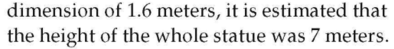 dimension of 1.6 meters, it is estimated that
the height of the whole statue was 7 meters.